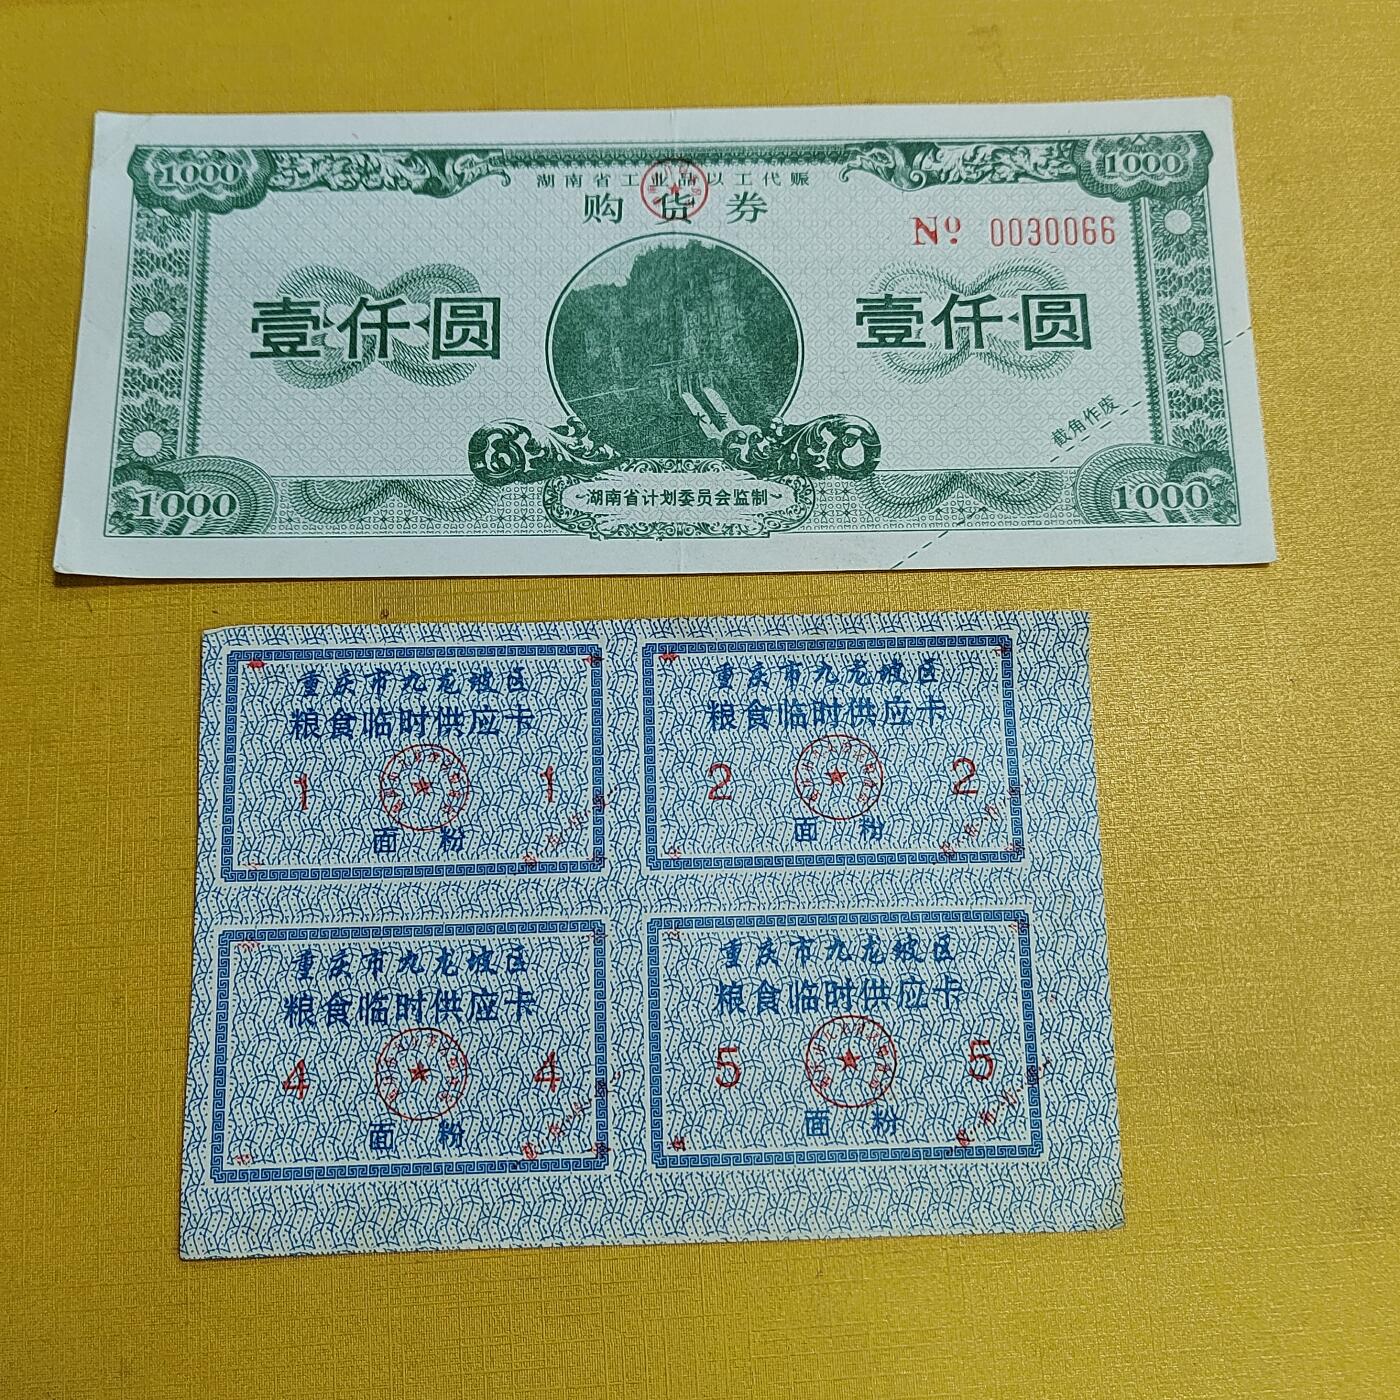 1000
1000
湖南省工业品以工代赈
购货券
Nº 0030066
壹仟圆
壹仟圆
截角作废
1000
湖南省计划委员会监制
1000
重庆市九龙坡区
粮食临时供应卡
1 1
面 粉
重庆市九龙坡区
粮食临时供应卡
2 2
面 粉
重庆市九龙坡区
粮食临时供应卡
4 4
面 粉
重庆市九龙坡区
粮食临时供应卡
5 5
面 粉